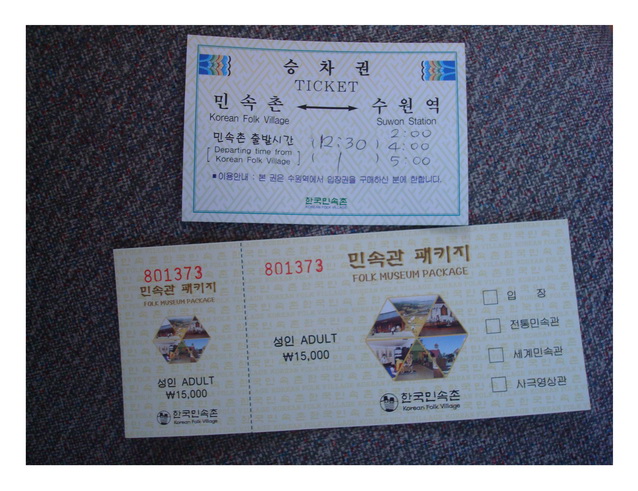 승 차 권
TICKET
민 속 촌 ↔ 수 원 역
Korean Folk Village Suwon Station
민속촌 출발시간
[ Departing time from
Korean Folk Village ]
( 12:30 ) 2:00
( / ) 4:00
5:00
■ 이용안내 : 본 권은 수원역에서 입장권을 구매하신 분에 한합니다.
한국민속촌
801373
민속관 패키지
FOLK MUSEUM PACKAGE
성인 ADULT
₩15,000
한국민속촌
Korean Folk Village
801373
민속관 패키지
FOLK MUSEUM PACKAGE
성인 ADULT
₩15,000
입 장
전통민속관
세계민속관
사극영상관
한국민속촌
Korean Folk Village